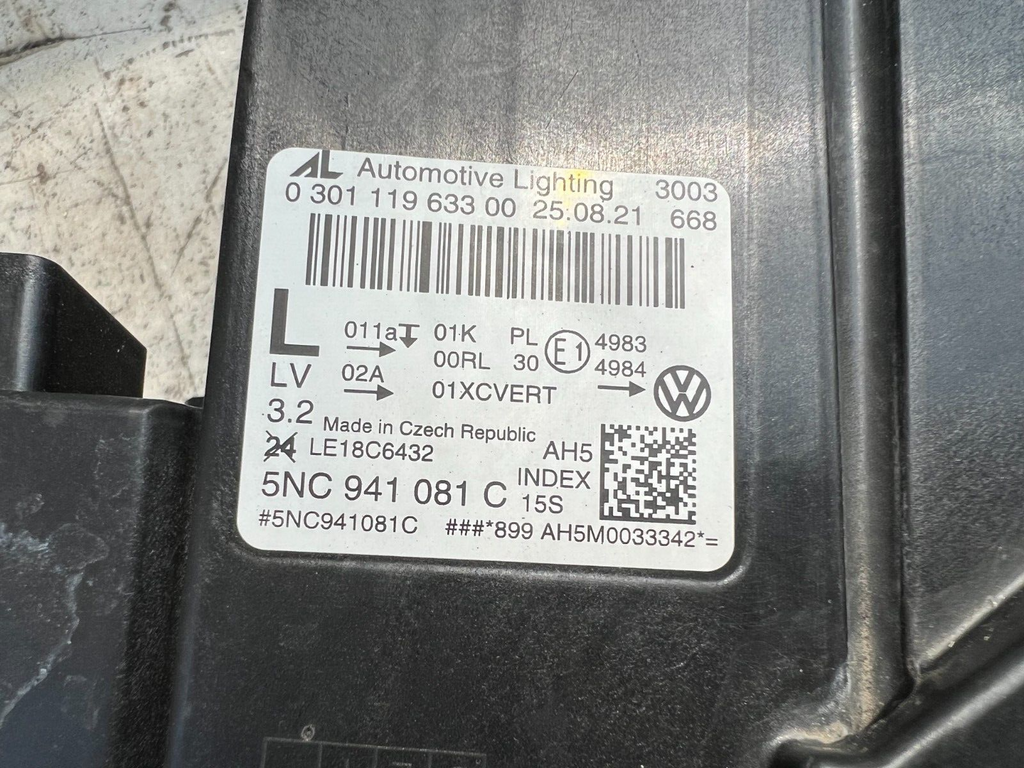 AL Automotive Lighting 3003
0 301 119 633 00 25.08.21 668
L 011a 01K PL E1 4983
00RL 30 4984
LV 02A 01XCVERT
3.2 Made in Czech Republic
24 LE18C6432 AH5
5NC 941 081 C INDEX 15S
#5NC941081C ###*899 AH5M0033342*=